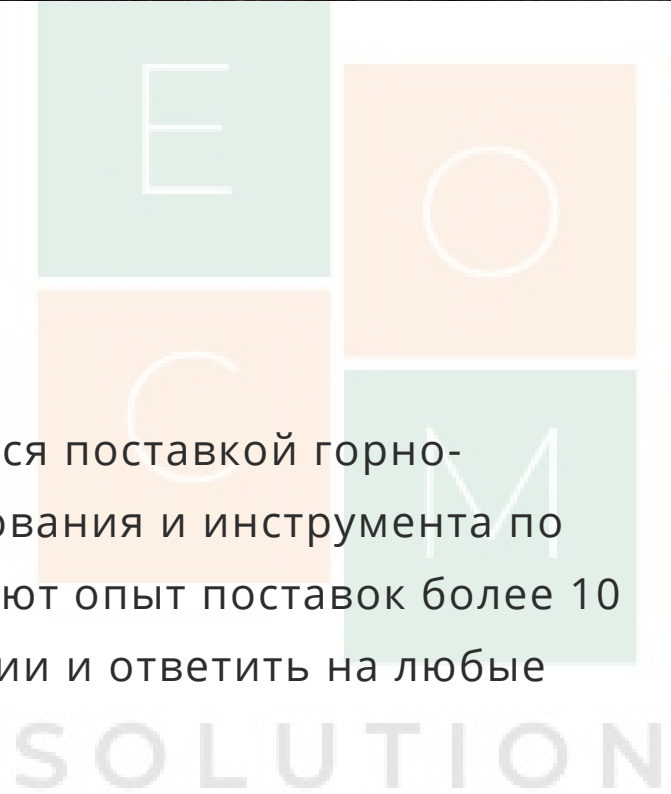 E
O
C
M
ся поставкой горно-
ования и инструмента по
ют опыт поставок более 10
ии и ответить на любые
SOLUTION